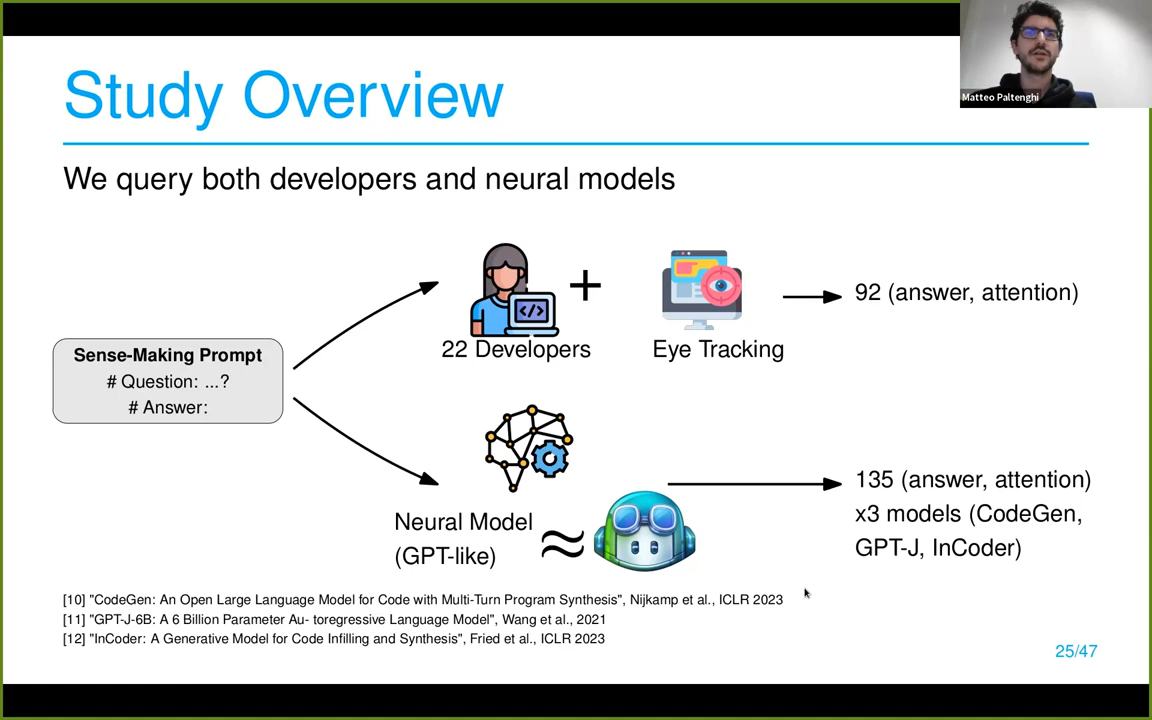 Matteo Paltenghi
Study Overview
We query both developers and neural models
Sense-Making Prompt
# Question: ...?
# Answer:
</>
+
22 Developers
Eye Tracking
92 (answer, attention)
Neural Model
(GPT-like)
≈
135 (answer, attention)
x3 models (CodeGen,
GPT-J, InCoder)
[10] "CodeGen: An Open Large Language Model for Code with Multi-Turn Program Synthesis", Nijkamp et al., ICLR 2023
[11] "GPT-J-6B: A 6 Billion Parameter Au- toregressive Language Model", Wang et al., 2021
[12] "InCoder: A Generative Model for Code Infilling and Synthesis", Fried et al., ICLR 2023
25/47